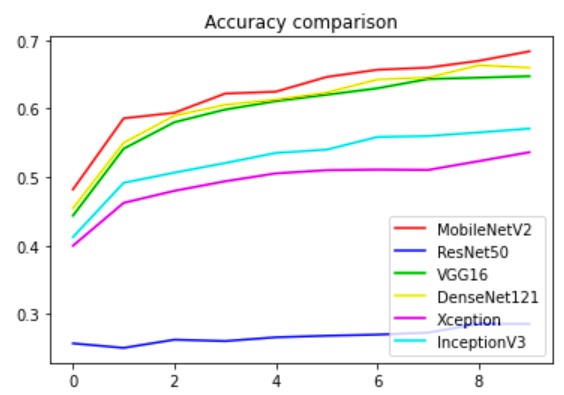 Accuracy comparison
0.7
0.6
0.5
0.4
0.3
MobileNetV2
ResNet50
VGG16
DenseNet121
Xception
InceptionV3
0 2 4 6 8